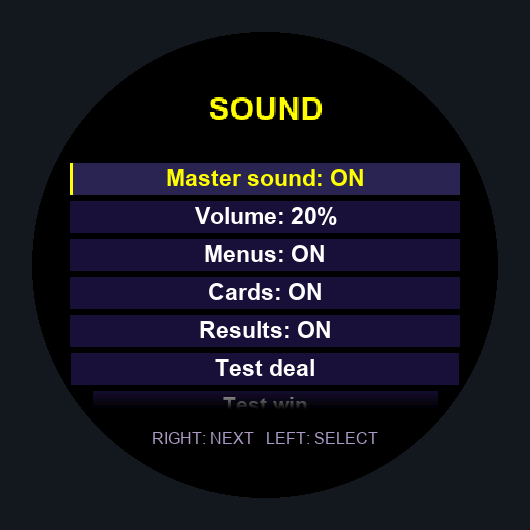 SOUND
Master sound: ON
Volume: 20%
Menus: ON
Cards: ON
Results: ON
Test deal
Test win
RIGHT: NEXT LEFT: SELECT